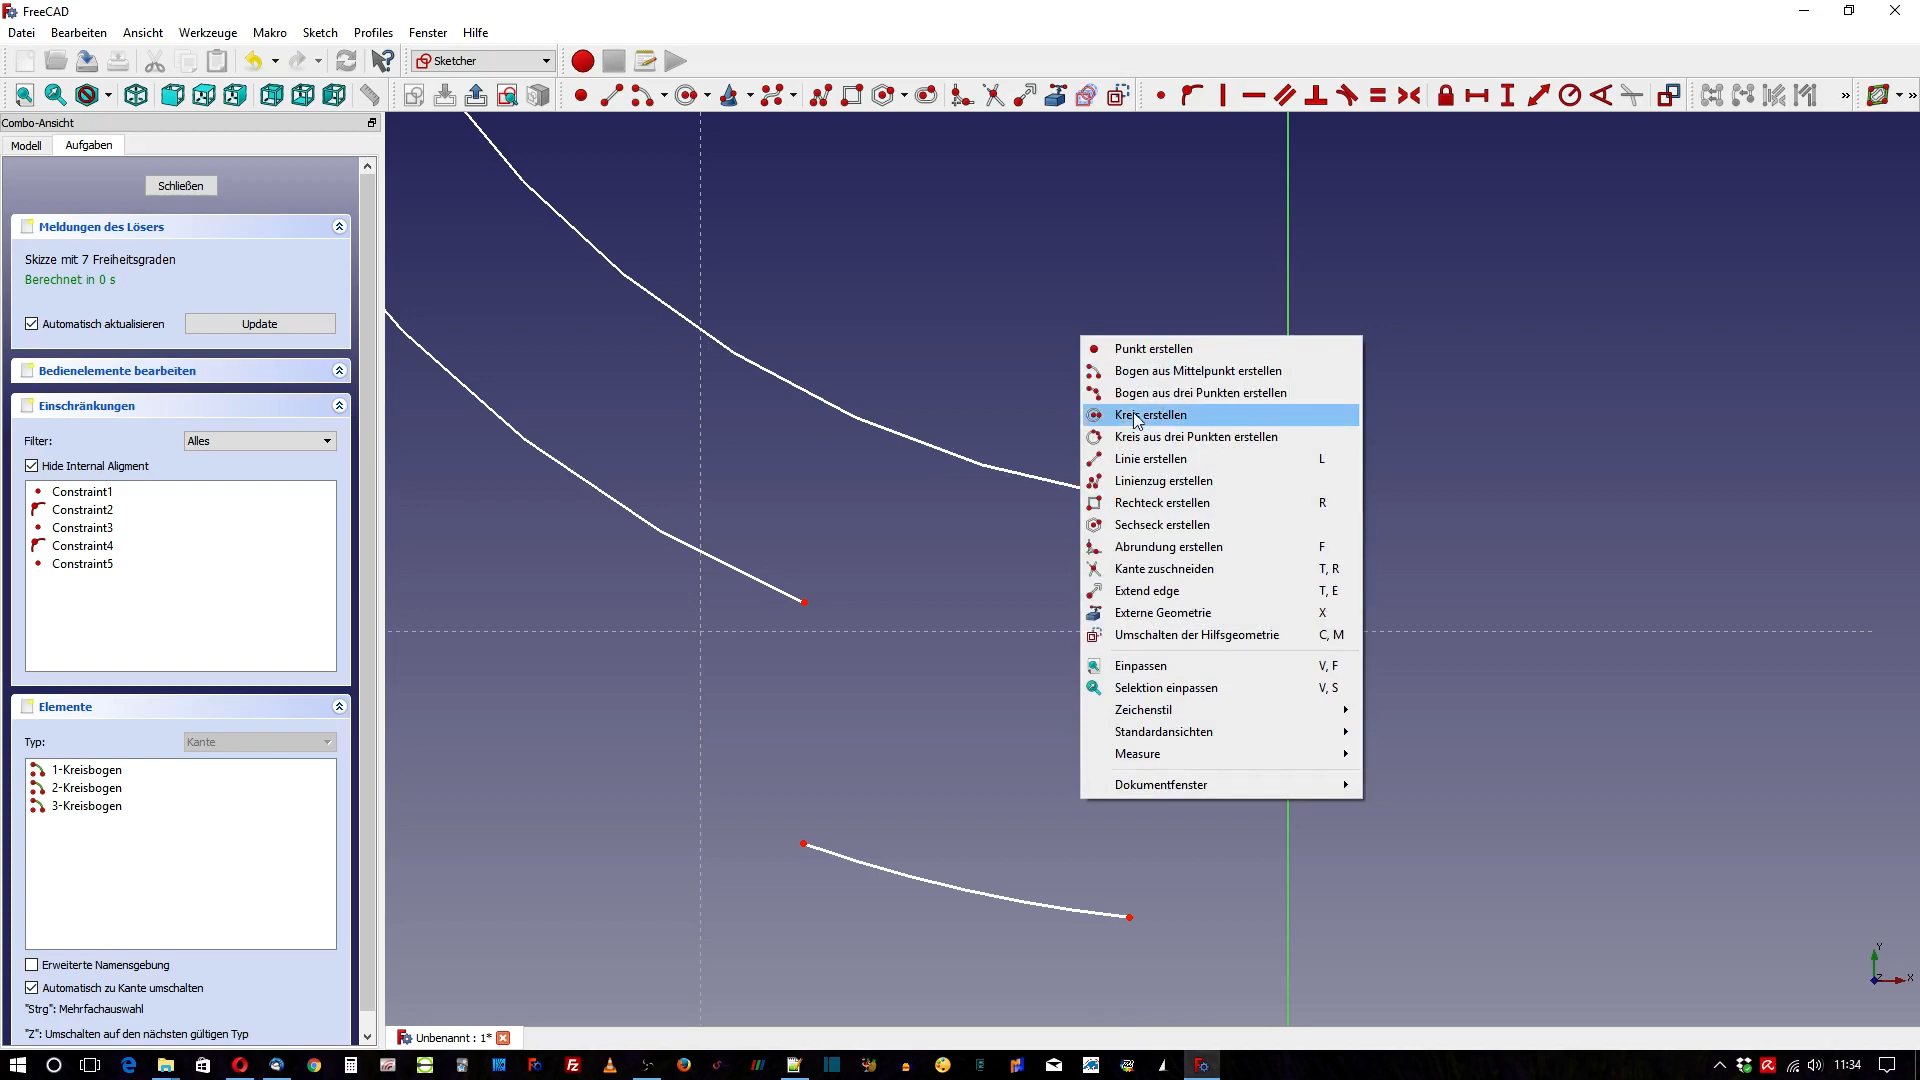 FreeCAD
Datei Bearbeiten Ansicht Werkzeuge Makro Sketch Profiles Fenster Hilfe
Sketcher
Combo-Ansicht
Modell Aufgaben
Schließen
Meldungen des Lösers
Skizze mit 7 Freiheitsgraden
Berechnet in 0 s
Automatisch aktualisieren Update
Bedienelemente bearbeiten
Einschränkungen
Filter: Alles
Hide Internal Aligment
Constraint1
Constraint2
Constraint3
Constraint4
Constraint5
Elemente
Typ: Kante
1-Kreisbogen
2-Kreisbogen
3-Kreisbogen
Erweiterte Namensgebung
Automatisch zu Kante umschalten
"Strg": Mehrfachauswahl
"Z": Umschalten auf den nächsten gültigen Typ
Punkt erstellen
Bogen aus Mittelpunkt erstellen
Bogen aus drei Punkten erstellen
Kreis erstellen
Kreis aus drei Punkten erstellen
Linie erstellen L
Linienzug erstellen
Rechteck erstellen R
Sechseck erstellen
Abrundung erstellen F
Kante zuschneiden T, R
Extend edge T, E
Externe Geometrie X
Umschalten der Hilfsgeometrie C, M
Einpassen V, F
Selektion einpassen V, S
Zeichenstil
Standardansichten
Measure
Dokumentfenster
Y
Z X
Unbenannt : 1*
11:34